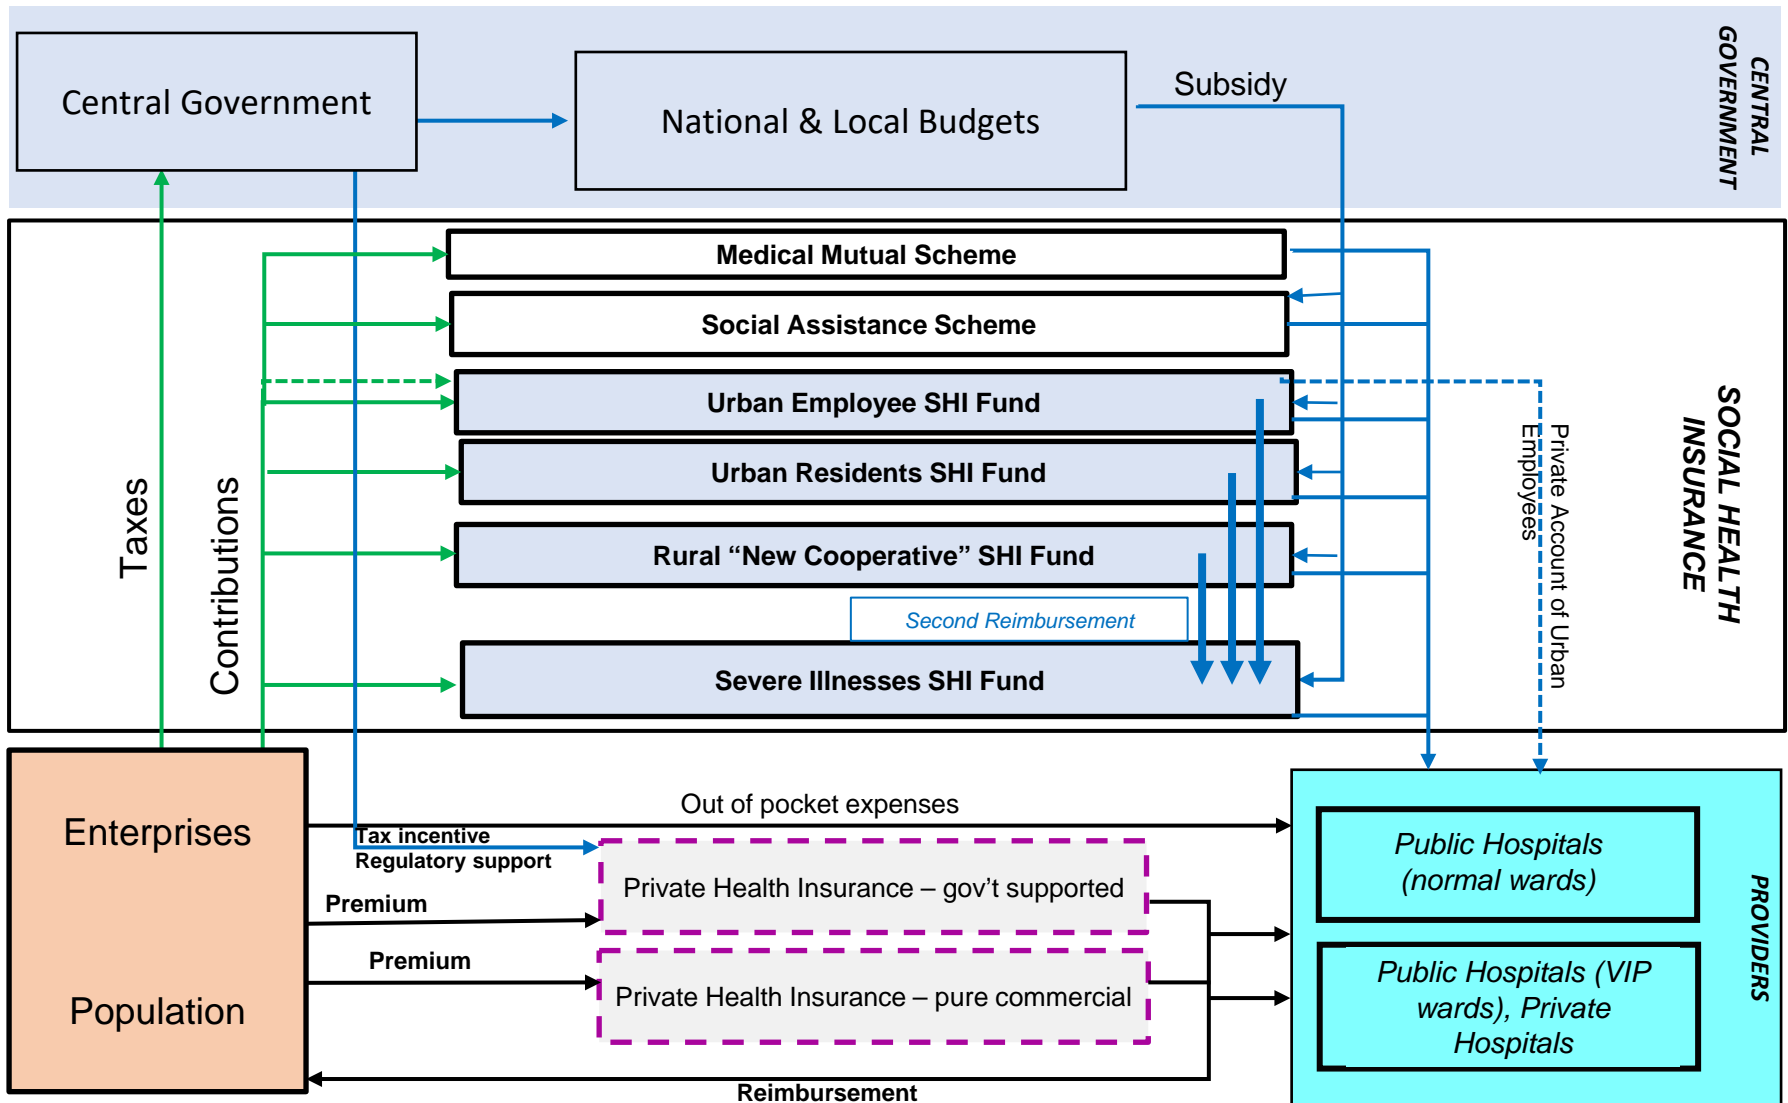 Central Government
National & Local Budgets
Subsidy
CENTRAL
GOVERNMENT
Medical Mutual Scheme
Social Assistance Scheme
Urban Employee SHI Fund
Urban Residents SHI Fund
Rural “New Cooperative” SHI Fund
Second Reimbursement
Severe Illnesses SHI Fund
Taxes
Contributions
Private Account of Urban
Employees
SOCIAL HEALTH
INSURANCE
Enterprises
Population
Out of pocket expenses
Tax incentive
Regulatory support
Premium
Private Health Insurance – gov’t supported
Premium
Private Health Insurance – pure commercial
Reimbursement
Public Hospitals
(normal wards)
Public Hospitals (VIP
wards), Private
Hospitals
PROVIDERS